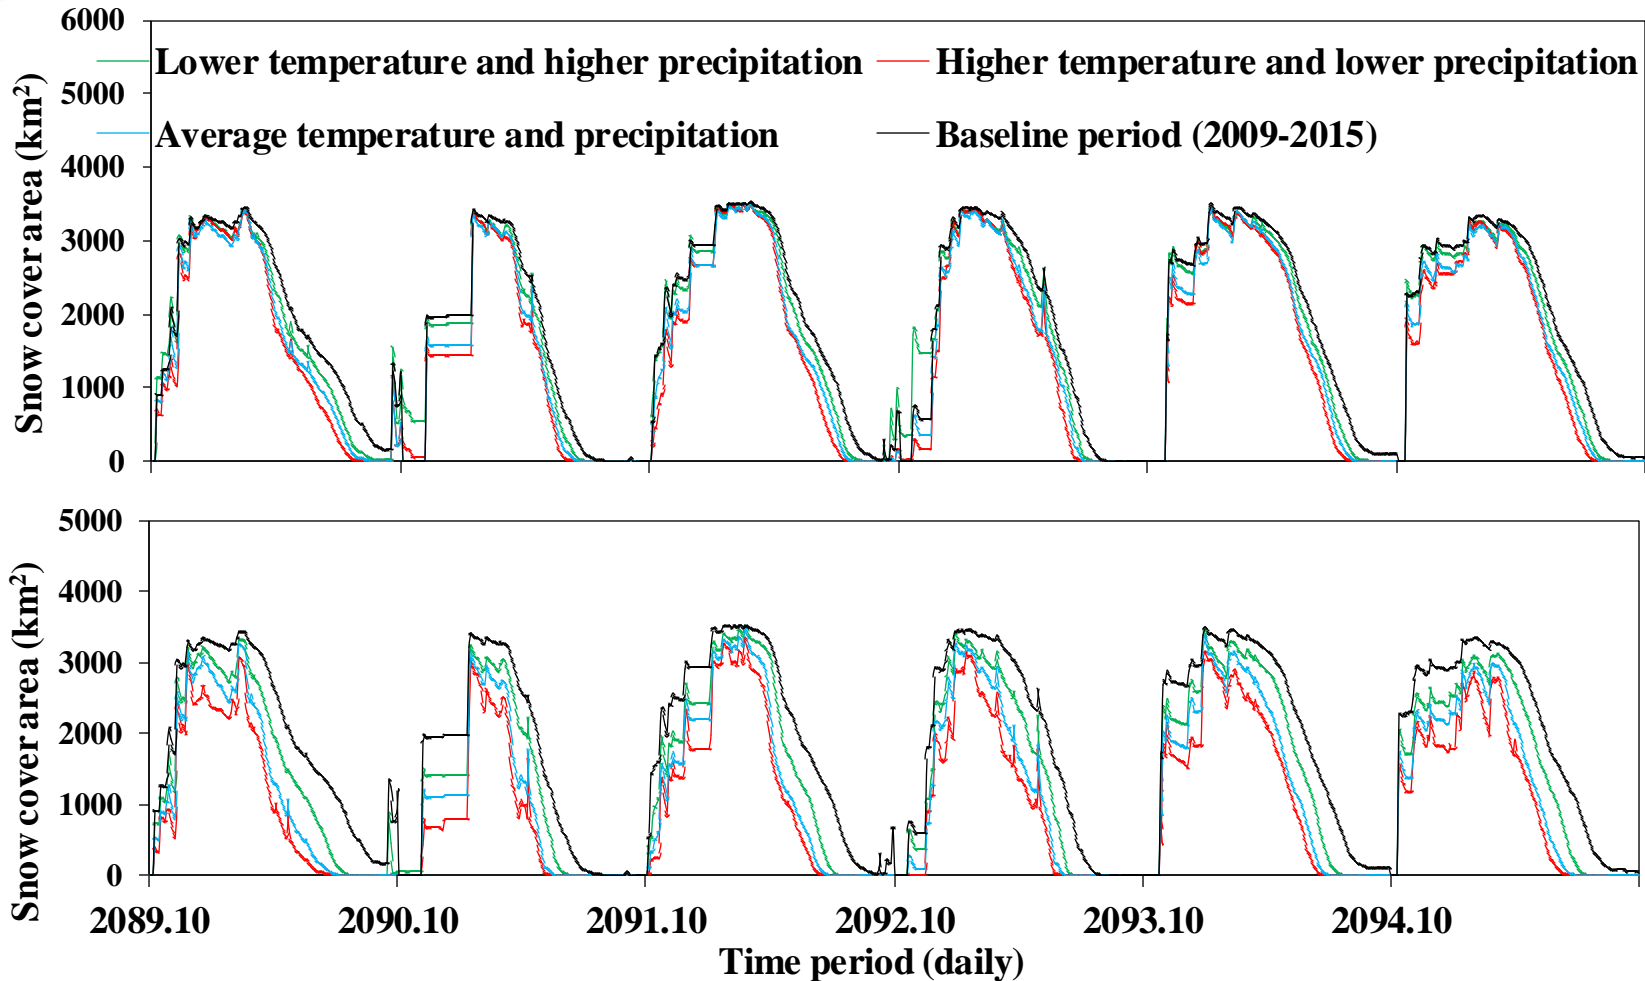 6000
5000
4000
3000
2000
1000
0
Snow cover area (km²)
Lower temperature and higher precipitation
Higher temperature and lower precipitation
Average temperature and precipitation
Baseline period (2009-2015)
5000
4000
3000
2000
1000
0
Snow cover area (km²)
2089.10
2090.10
2091.10
2092.10
2093.10
2094.10
Time period (daily)